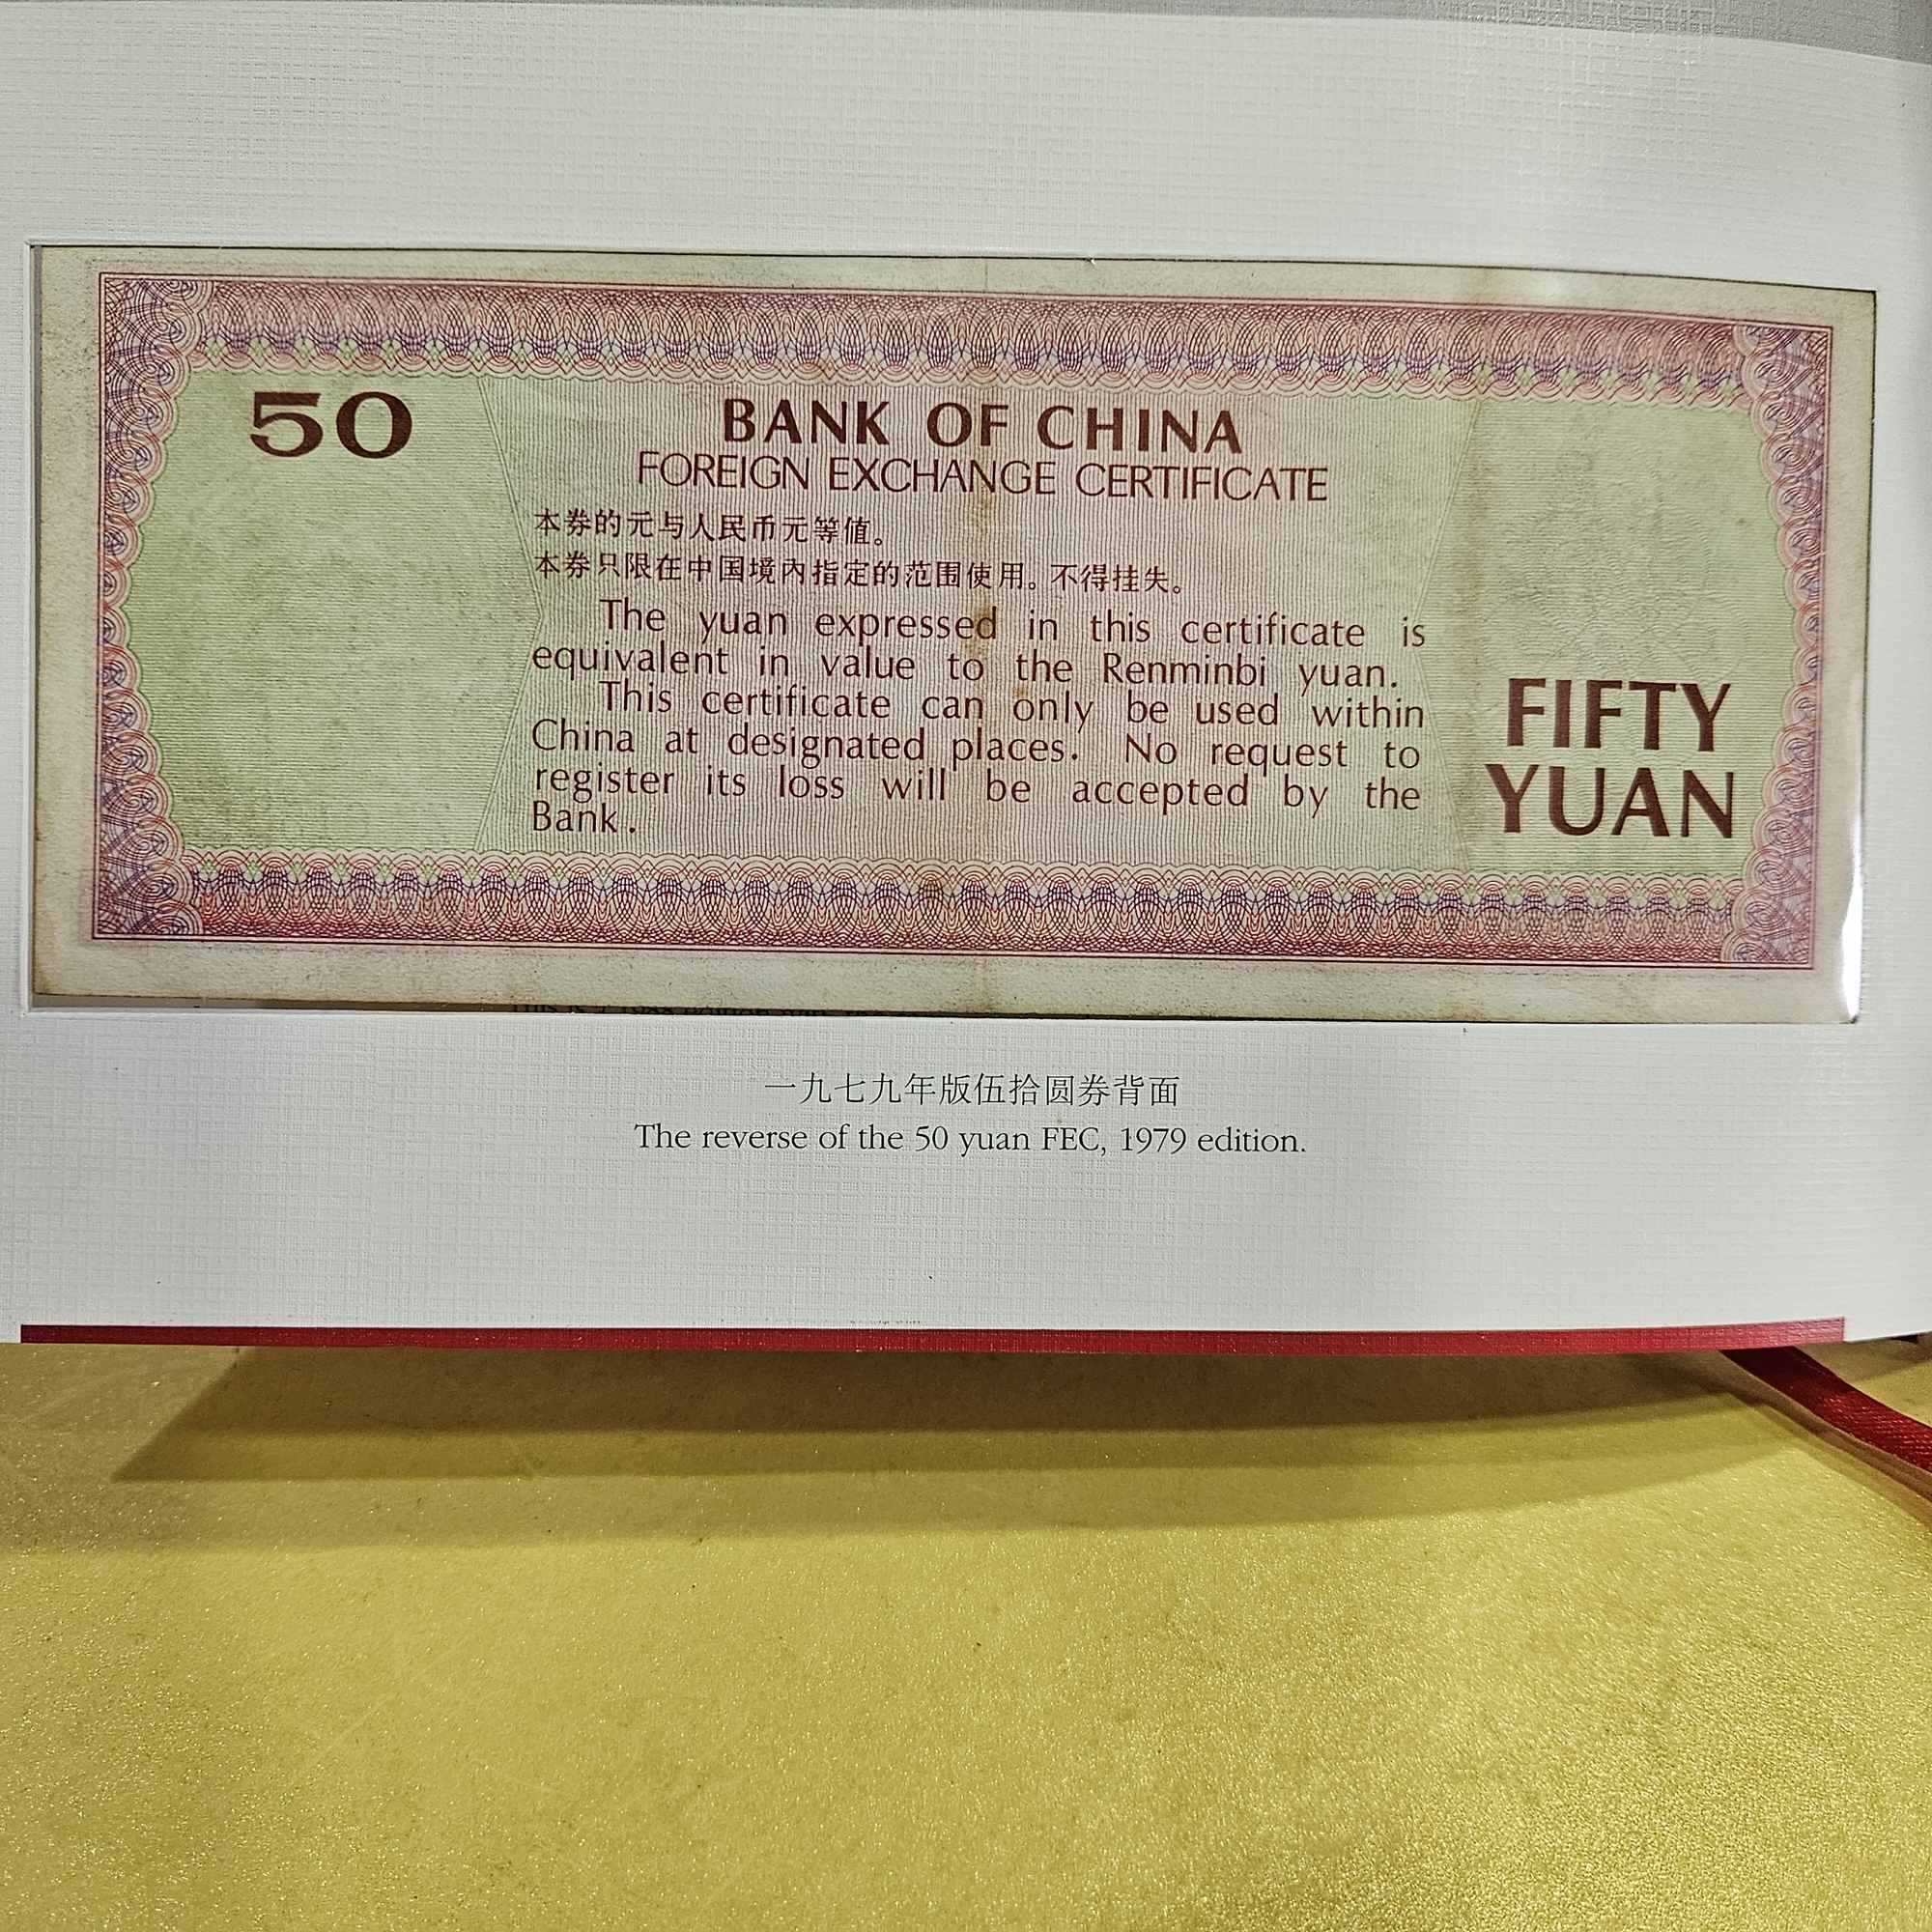 50
BANK OF CHINA
FOREIGN EXCHANGE CERTIFICATE
本券的元与人民币元等值。
本券只限在中国境内指定的范围使用。不得挂失。
The yuan expressed in this certificate is
equivalent in value to the Renminbi yuan.
This certificate can only be used within
China at designated places. No request to
register its loss will be accepted by the
Bank.
FIFTY
YUAN
一九七九年版伍拾圆券背面
The reverse of the 50 yuan FEC, 1979 edition.